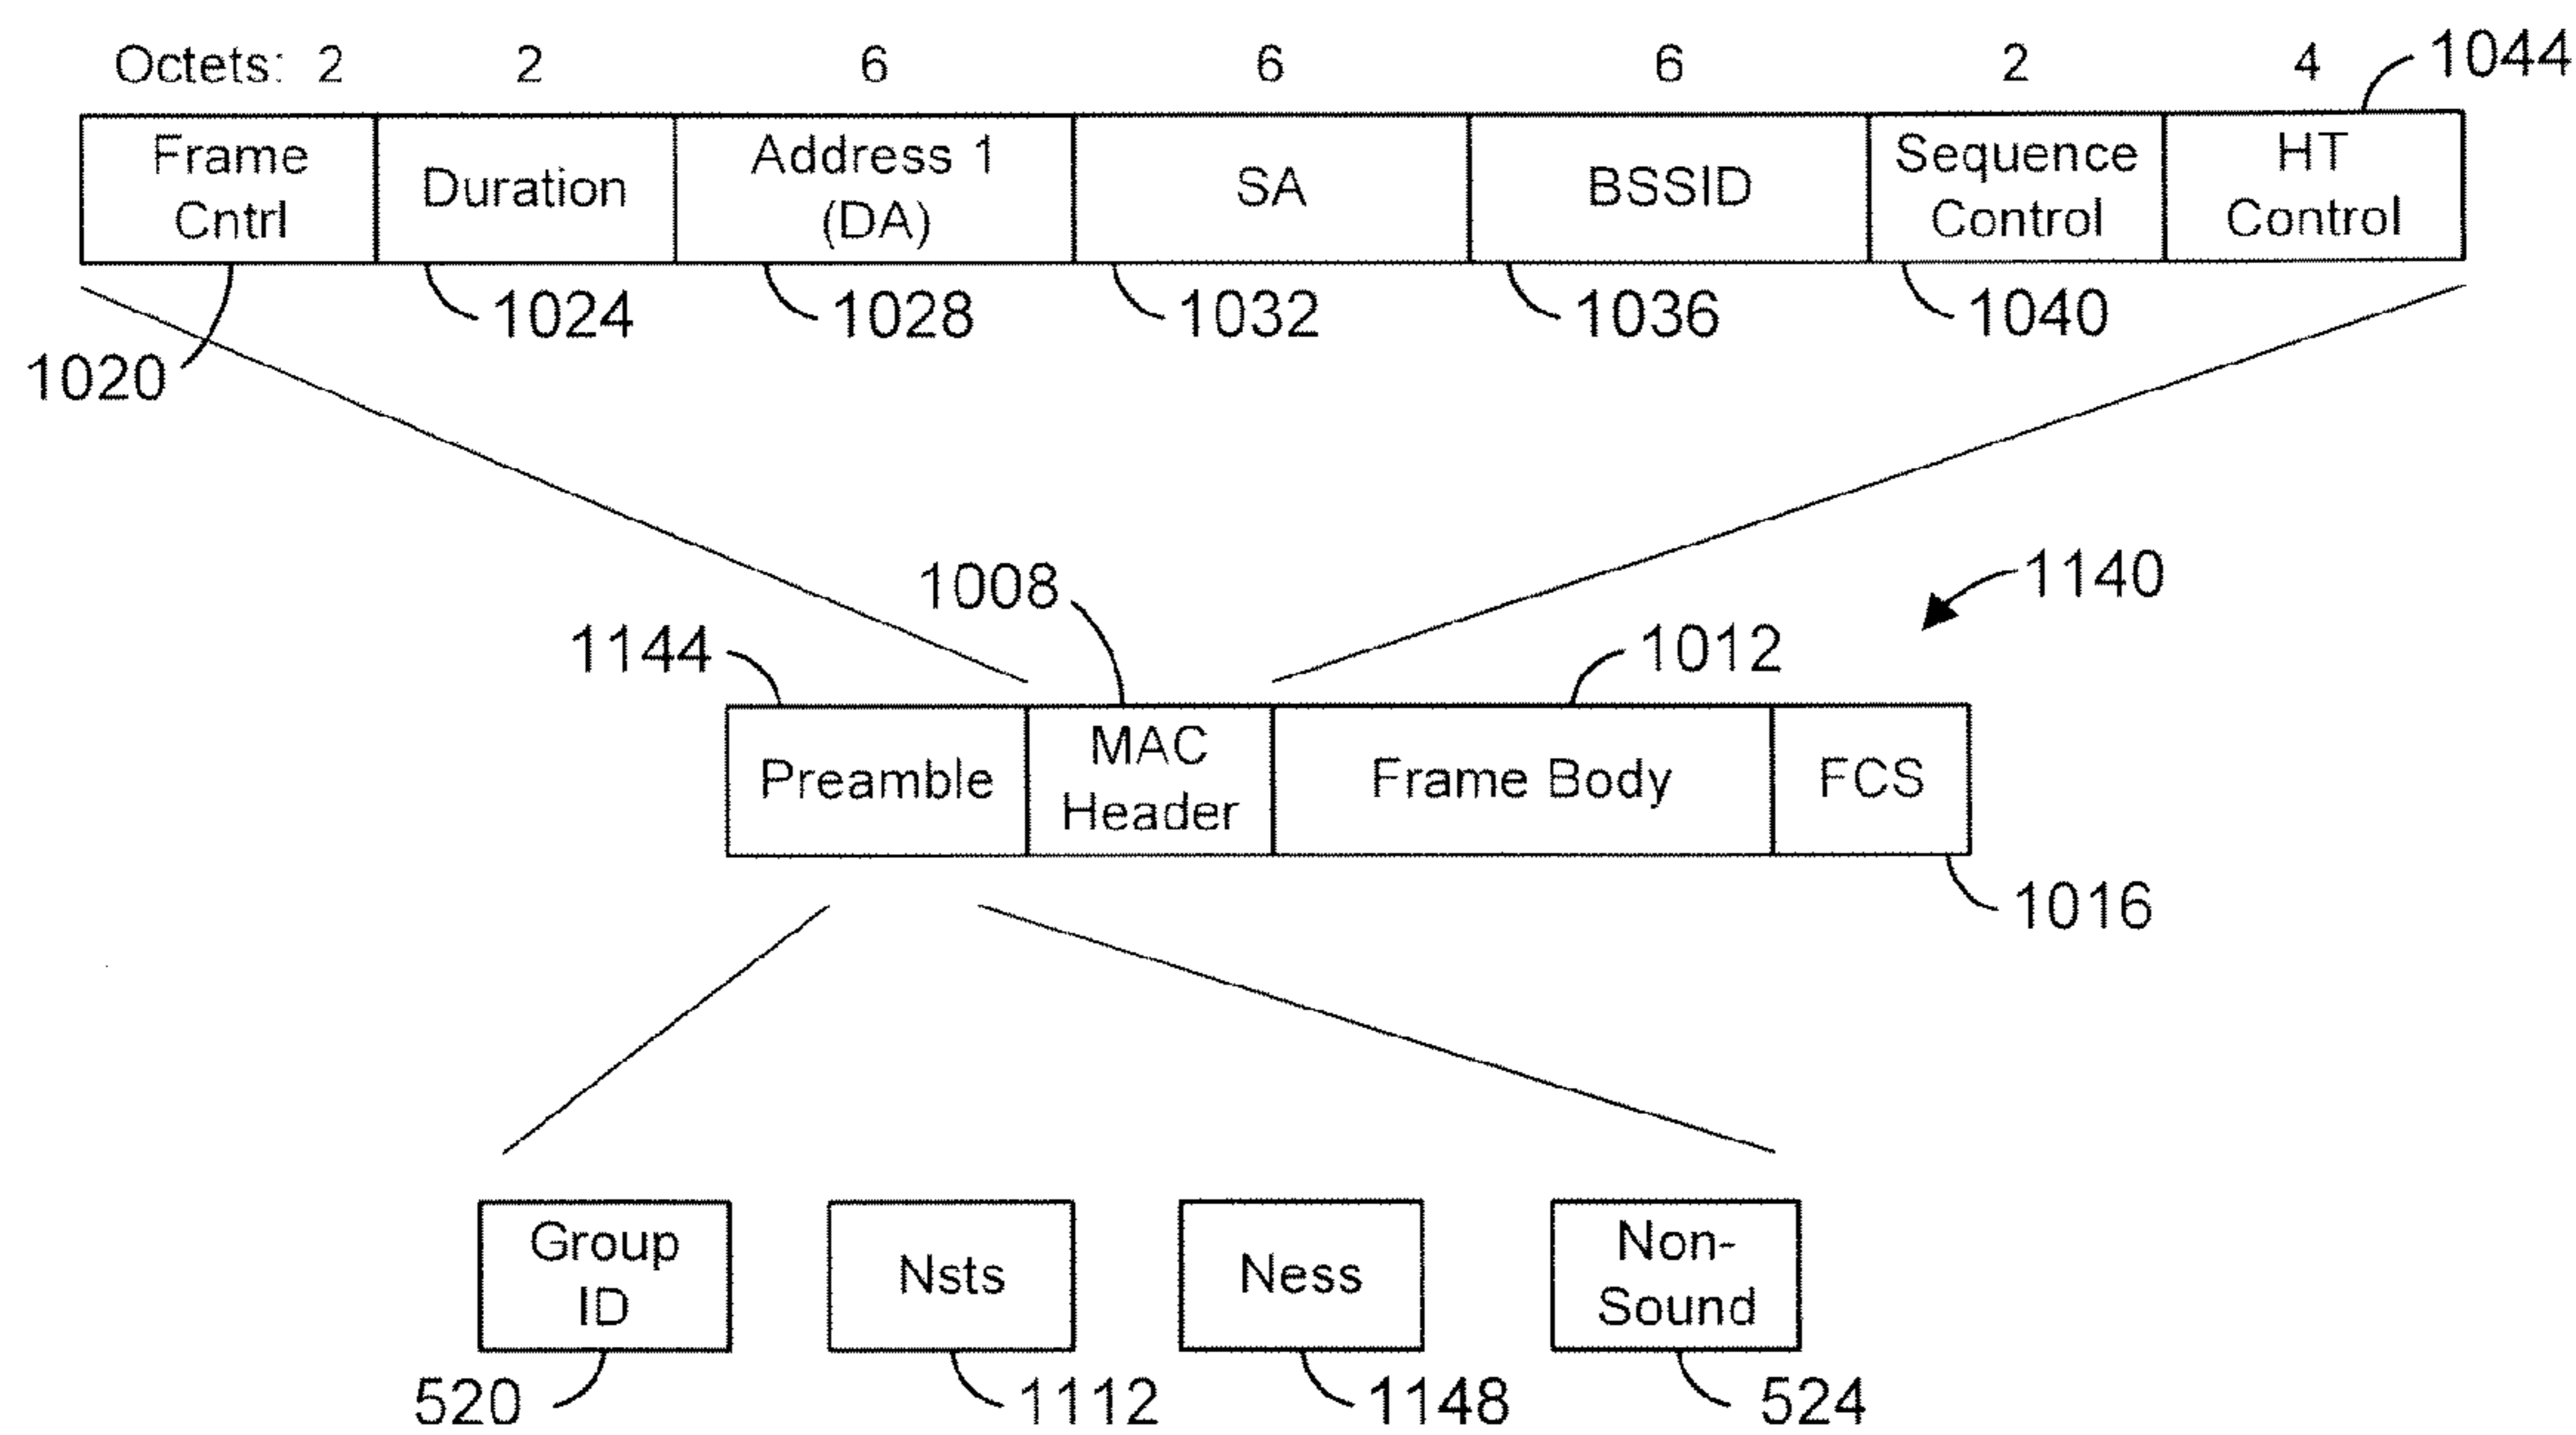 Octets: 2 2 6 6 6 2 4 1044
Frame Cntrl
Duration
Address 1 (DA)
SA
BSSID
Sequence Control
HT Control
1020
1024
1028
1032
1036
1040
1140
1144
1008
1012
Preamble
MAC Header
Frame Body
FCS
1016
Group ID
Nsts
Ness
Non-Sound
520
1112
1148
524